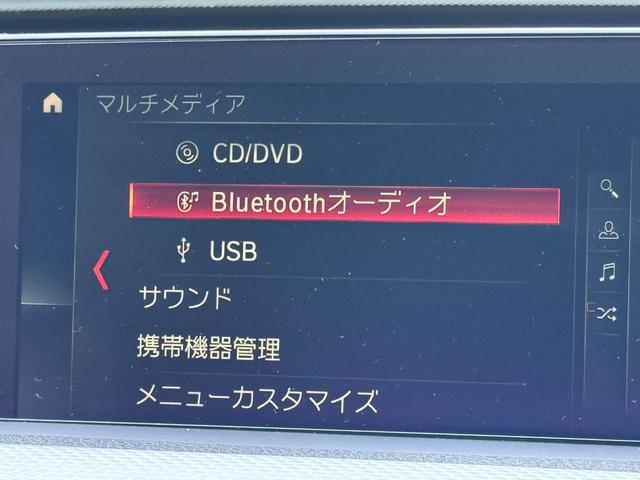 マルチメディア
CD/DVD
Bluetoothオーディオ
USB
サウンド
携帯機器管理
メニューカスタマイズ